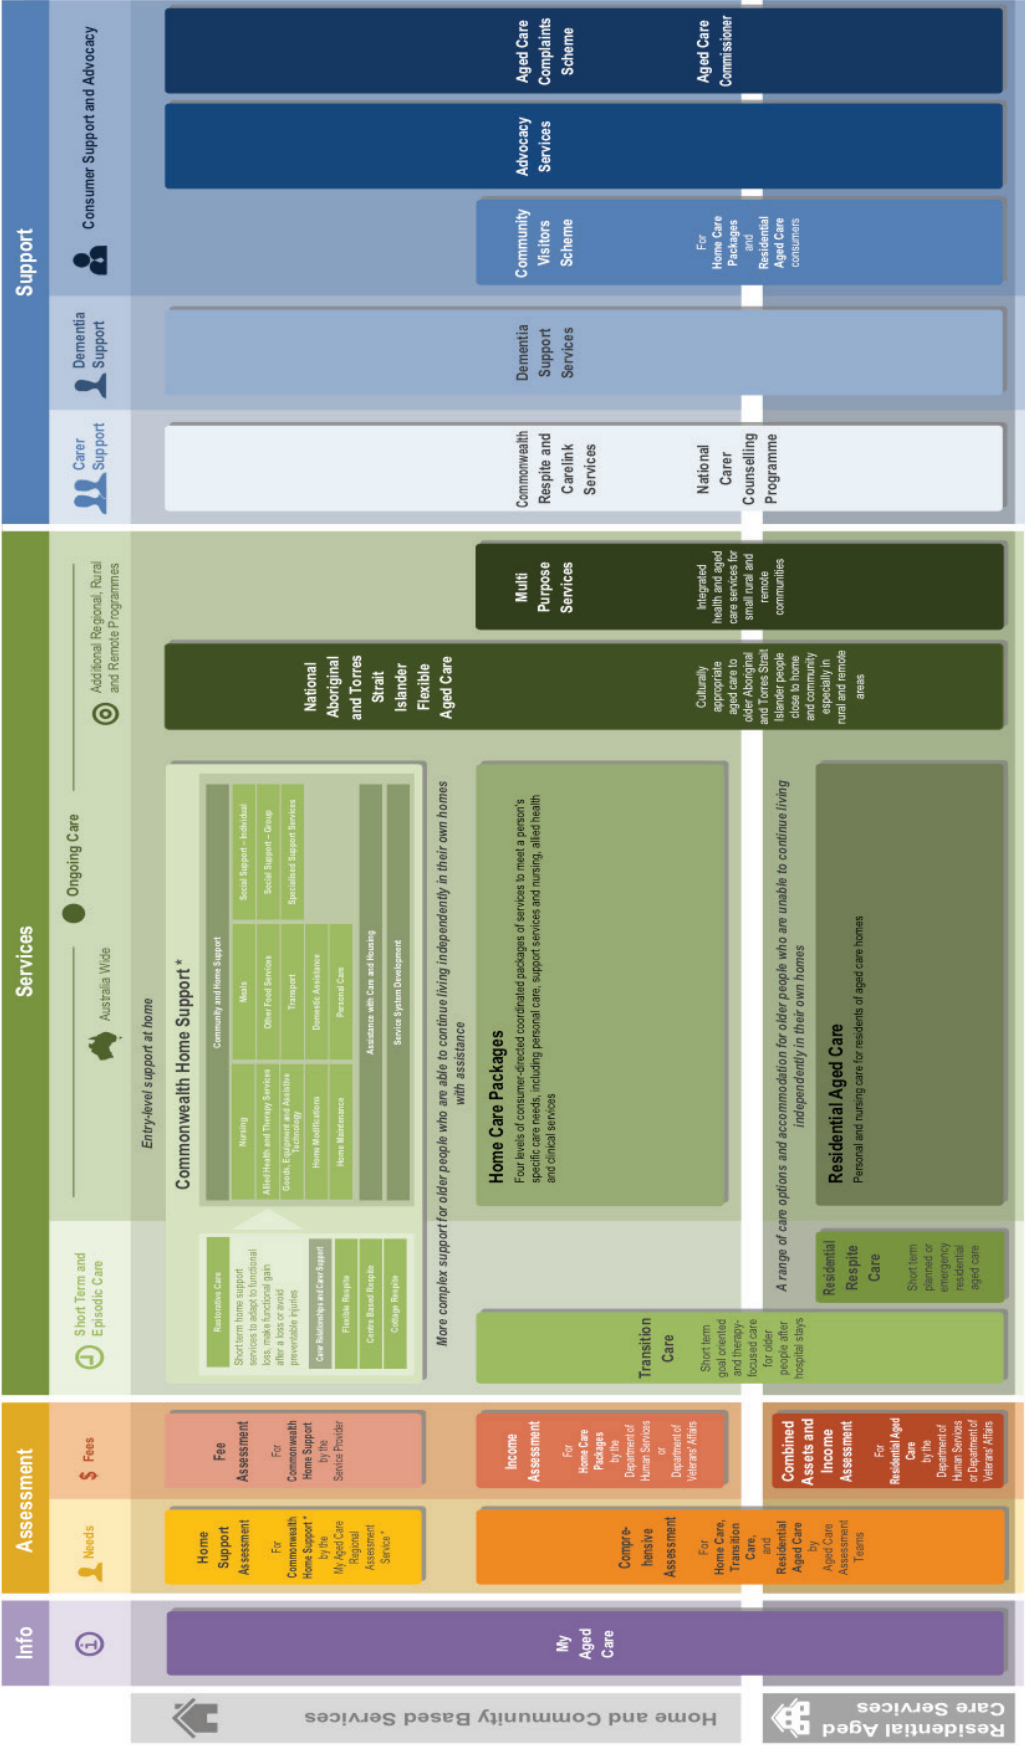 Info
Assessment
Services
Support
Needs
$ Fees
Short Term and
Episodic Care
Australia Wide
Ongoing Care
Additional Regional, Rural
and Remote Programmes
Carer
Support
Dementia
Support
Consumer Support and Advocacy
Home and Community Based Services
Residential Aged
Care Services
My
Aged
Care
Home
Support
Assessment
For
Commonwealth
Home Support *
by the
My Aged Care
Regional
Assessment
Service *
Fee
Assessment
For
Commonwealth
Home Support
by the
Service Provider
Compre-
hensive
Assessment
For
Home Care,
Transition
Care,
and
Residential
Aged Care
by
Aged Care
Assessment
Teams
Income
Assessment
For
Home Care
Packages
by the
Department of
Human Services
or
Department of
Veterans' Affairs
Combined
Assets and
Income
Assessment
For
Residential Aged
Care
by the
Department of
Human Services
or Department of
Veterans' Affairs
Entry-level support at home
Commonwealth Home Support *
Restorative Care
Short term home support
services to adapt to functional
loss, make functional gain
after a loss or avoid
preventable injuries
Carer Relationships and Carer Support
Flexible Respite
Centre Based Respite
Cottage Respite
Community and Home Support
Nursing
Meals
Social Support – Individual
Allied Health and Therapy Services
Other Food Services
Social Support – Group
Goods, Equipment and Assistive
Technology
Transport
Specialised Support Services
Home Modifications
Domestic Assistance
Home Maintenance
Personal Care
Assistance with Care and Housing
Service System Development
More complex support for older people who are able to continue living independently in their own homes
with assistance
Transition
Care
Short term
goal oriented
and therapy-
focused care
for older
people after
hospital stays
Home Care Packages
Four levels of consumer-directed coordinated packages of services to meet a person's
specific care needs, including personal care, support services and nursing, allied health
and clinical services
A range of care options and accommodation for older people who are unable to continue living
independently in their own homes
Residential
Respite
Care
Short term
planned or
emergency
residential
aged care
Residential Aged Care
Personal and nursing care for residents of aged care homes
National
Aboriginal
and Torres
Strait
Islander
Flexible
Aged Care
Culturally
appropriate
aged care to
older Aboriginal
and Torres Strait
Islander people
close to home
and community
especially in
rural and remote
areas
Multi
Purpose
Services
Integrated
health and aged
care services for
small rural and
remote
communities
Commonwealth
Respite and
Carelink
Services
National
Carer
Counselling
Programme
Dementia
Support
Services
Community
Visitors
Scheme
For
Home Care
Packages
and
Residential
Aged Care
consumers
Advocacy
Services
Aged Care
Complaints
Scheme
Aged Care
Commissioner